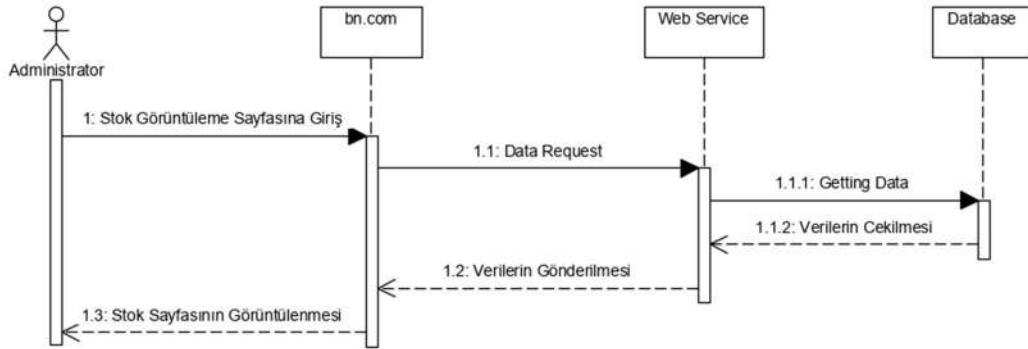 bn.com
Web Service
Database
Administrator
1: Stok Görüntüleme Sayfasına Giriş
1.1: Data Request
1.1.1: Getting Data
1.1.2: Verilerin Cekilmesi
1.2: Verilerin Gönderilmesi
1.3: Stok Sayfasının Görüntülenmesi